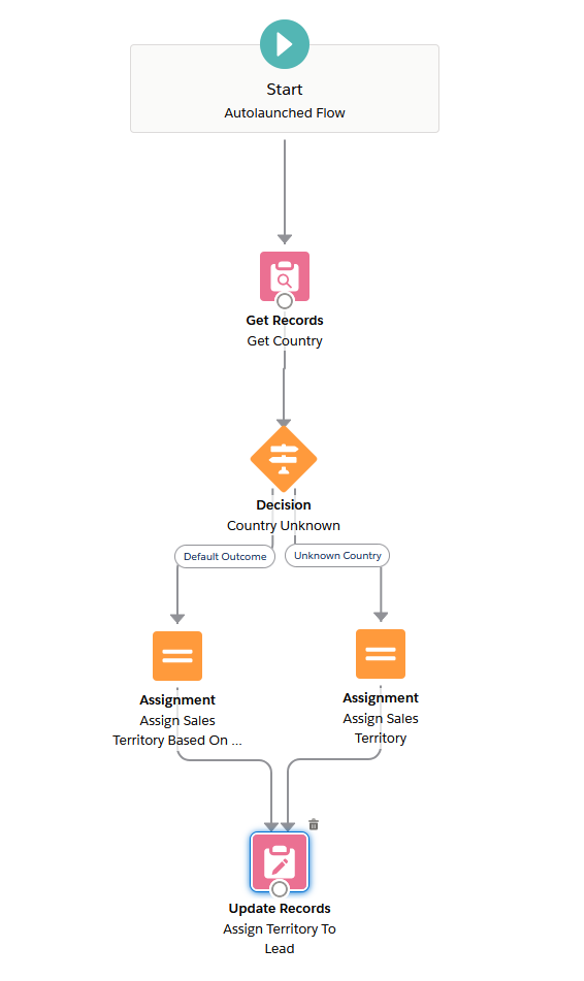 Start
Autolaunched Flow
Get Records
Get Country
Decision
Country Unknown
Default Outcome
Unknown Country
Assignment
Assign Sales
Territory Based On ...
Assignment
Assign Sales
Territory
Update Records
Assign Territory To
Lead